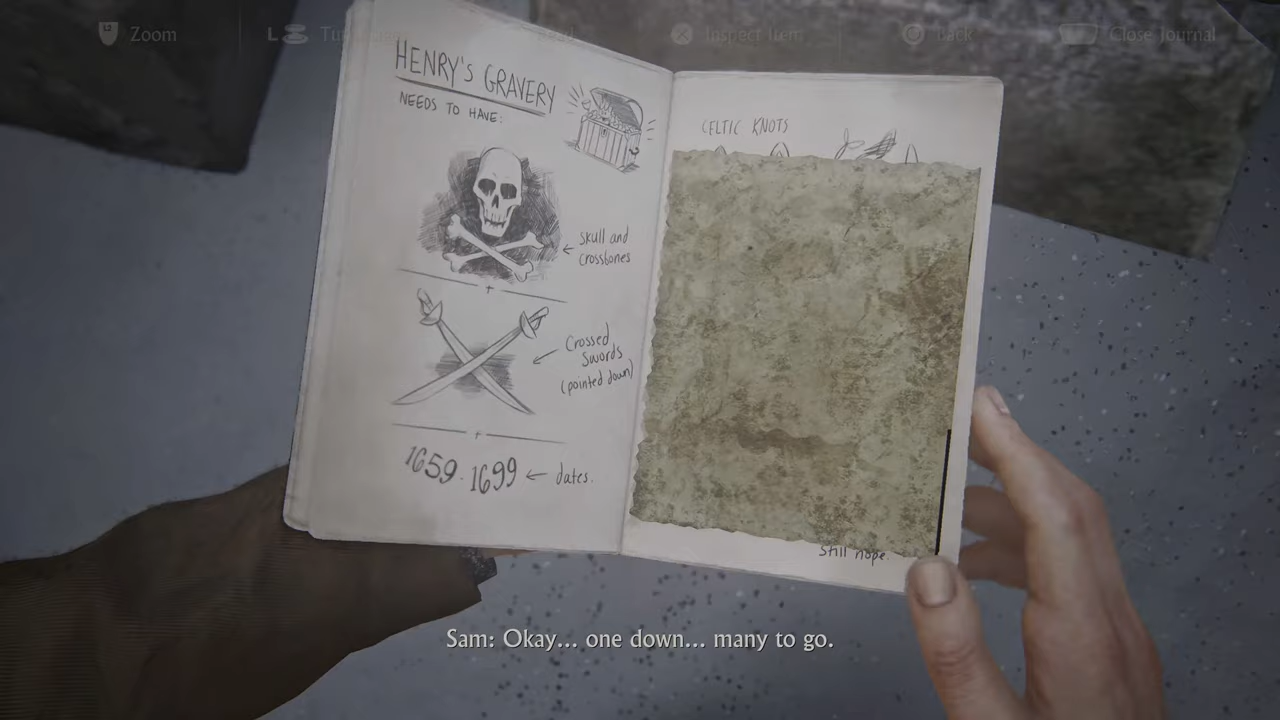 Zoom
L
Inspect Item
Back
Close Journal
HENRY'S GRAVERY
NEEDS TO HAVE:
Skull and
crossbones
Crossed
Swords
(pointed down)
1659 - 1699 ← dates.
CELTIC KNOTS
Still nope.
Sam: Okay... one down... many to go.